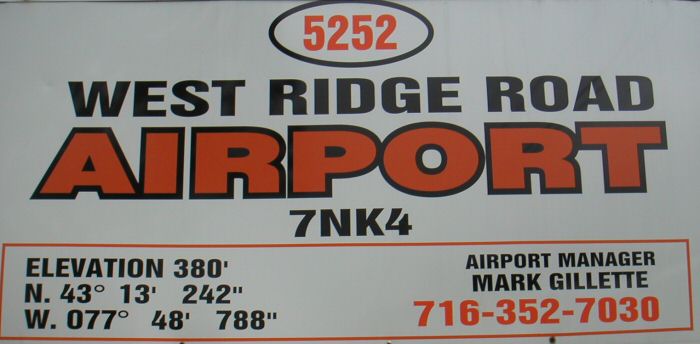 5252
WEST RIDGE ROAD
AIRPORT
7NK4
ELEVATION 380'
N. 43° 13' 242"
W. 077° 48' 788"
AIRPORT MANAGER
MARK GILLETTE
716-352-7030